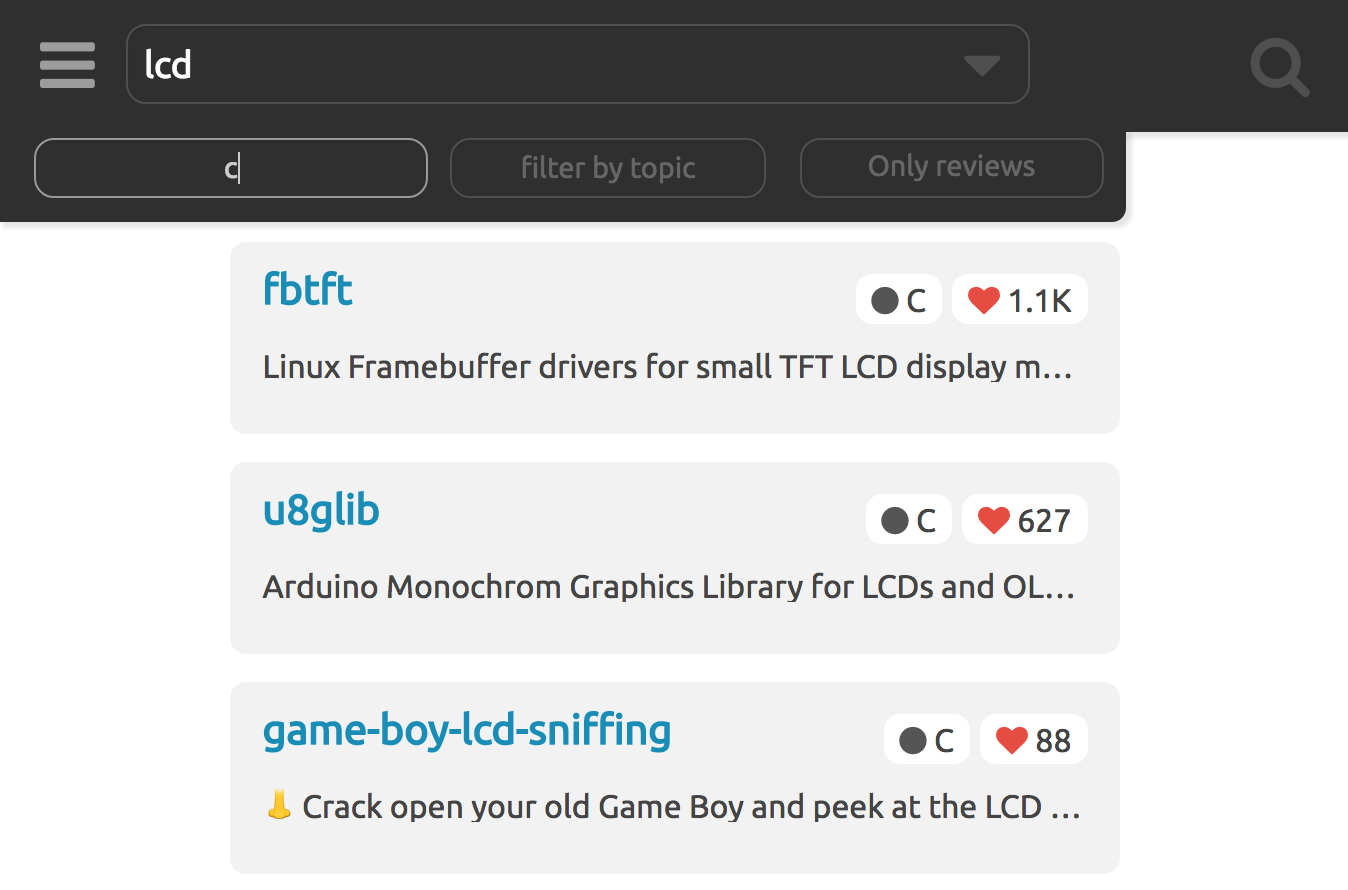 lcd
c
filter by topic
Only reviews
fbtft
C
1.1K
Linux Framebuffer drivers for small TFT LCD display m…
u8glib
C
627
Arduino Monochrom Graphics Library for LCDs and OL…
game-boy-lcd-sniffing
C
88
👃 Crack open your old Game Boy and peek at the LCD …